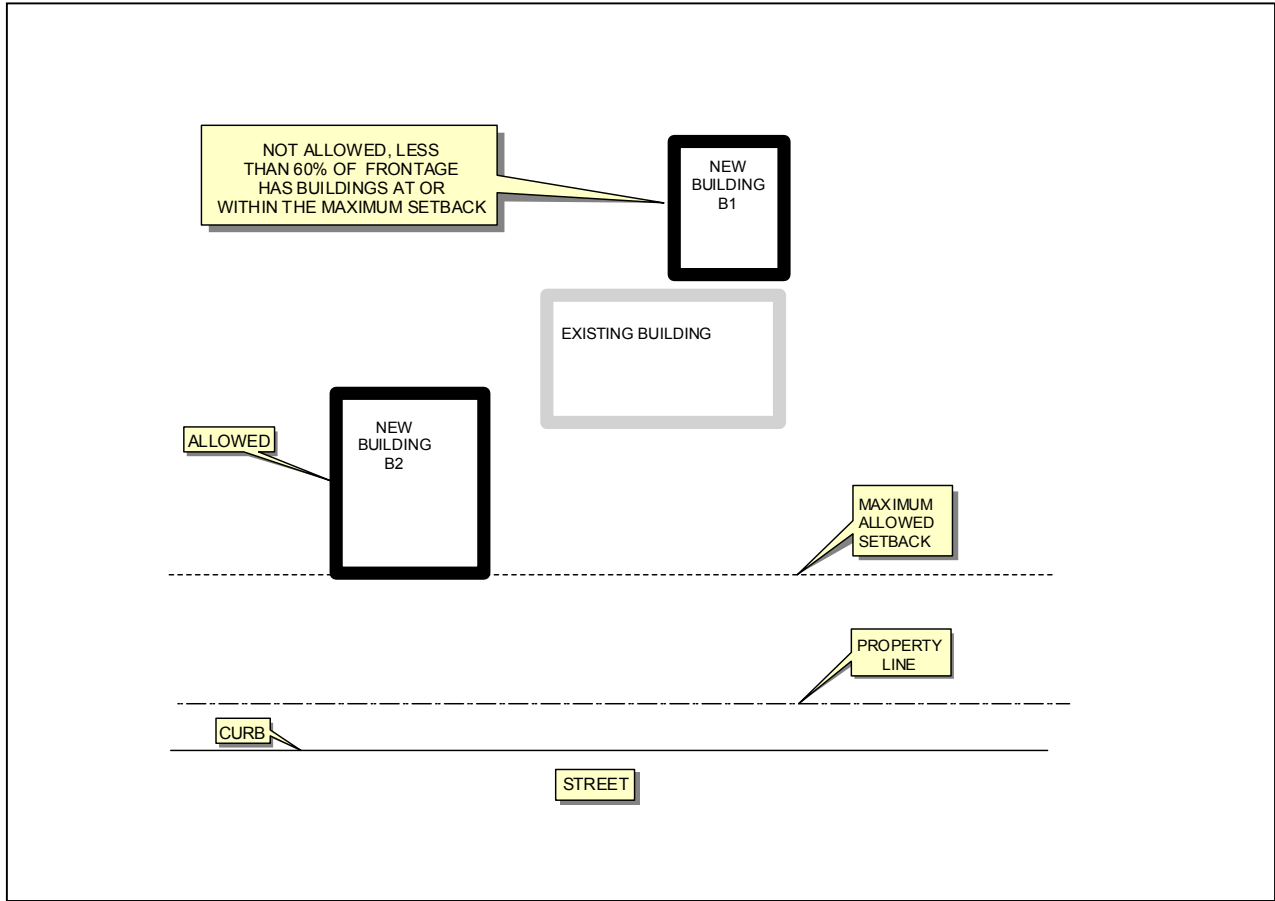 NOT ALLOWED, LESS
THAN 60% OF FRONTAGE
HAS BUILDINGS AT OR
WITHIN THE MAXIMUM SETBACK
NEW
BUILDING
B1
EXISTING BUILDING
ALLOWED
NEW
BUILDING
B2
MAXIMUM
ALLOWED
SETBACK
PROPERTY
LINE
CURB
STREET